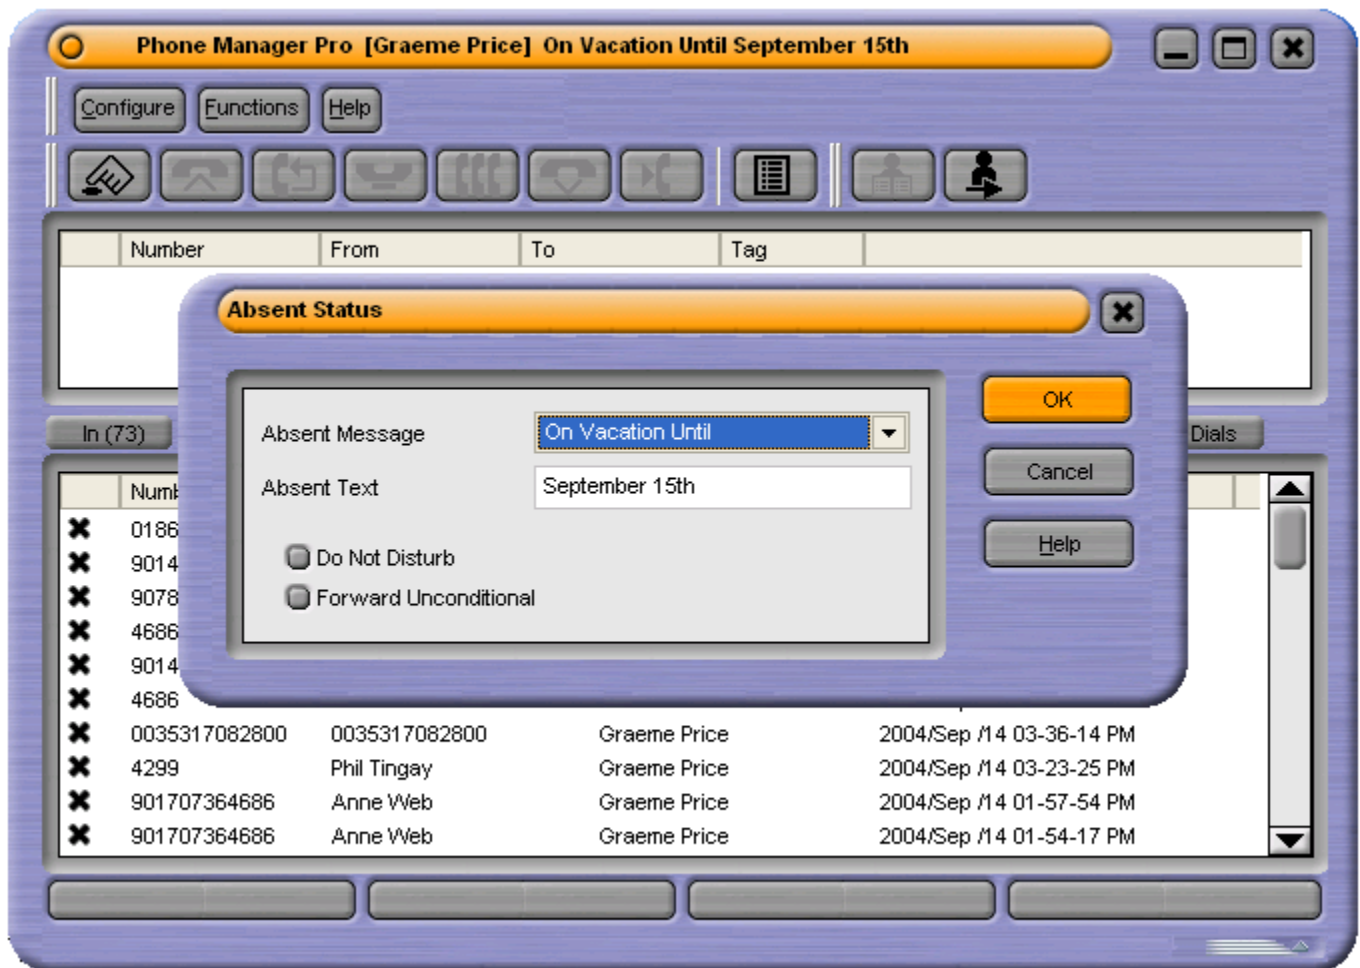 Phone Manager Pro [Graeme Price] On Vacation Until September 15th
Configure Functions Help
Number From To Tag
Absent Status
Absent Message On Vacation Until
OK
Absent Text September 15th
Cancel
Do Not Disturb
Help
Forward Unconditional
In (73) Dials
0186
9014
9078
4686
9014
4686
0035317082800 0035317082800 Graeme Price 2004/Sep /14 03-36-14 PM
4299 Phil Tingay Graeme Price 2004/Sep /14 03-23-25 PM
901707364686 Anne Web Graeme Price 2004/Sep /14 01-57-54 PM
901707364686 Anne Web Graeme Price 2004/Sep /14 01-54-17 PM